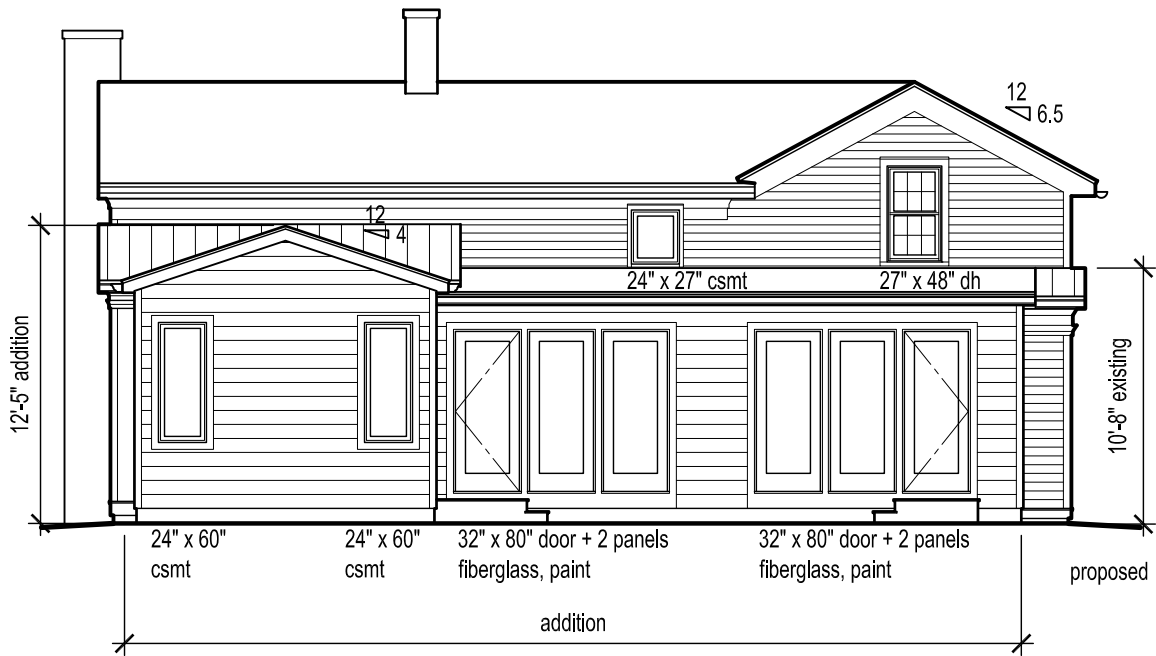 12
6.5
12
4
24" x 27" csmt
27" x 48" dh
12'-5" addition
10'-8" existing
24" x 60"
csmt
24" x 60"
csmt
32" x 80" door + 2 panels
fiberglass, paint
32" x 80" door + 2 panels
fiberglass, paint
proposed
addition